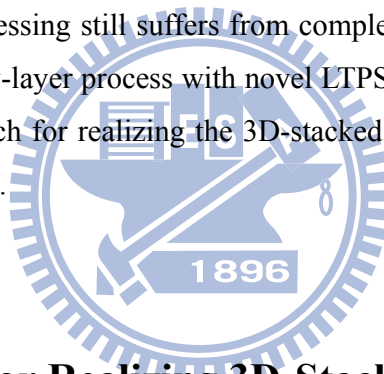 essing still suffers from comple
-layer process with novel LTPS
ch for realizing the 3D-stacked
.
E S
1896
or Realizing 3D-Stack